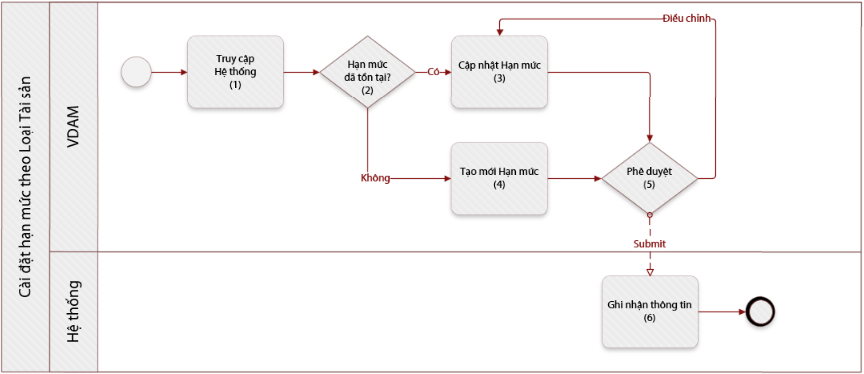 Cài đặt hạn mức theo Loại Tài sản
VDAM
Truy cập
Hệ thống
(1)
Hạn mức
đã tồn tại?
(2)
Có
Cập nhật Hạn mức
(3)
Điều chỉnh
Không
Tạo mới Hạn mức
(4)
Phê duyệt
(5)
Submit
Hệ thống
Ghi nhận thông tin
(6)